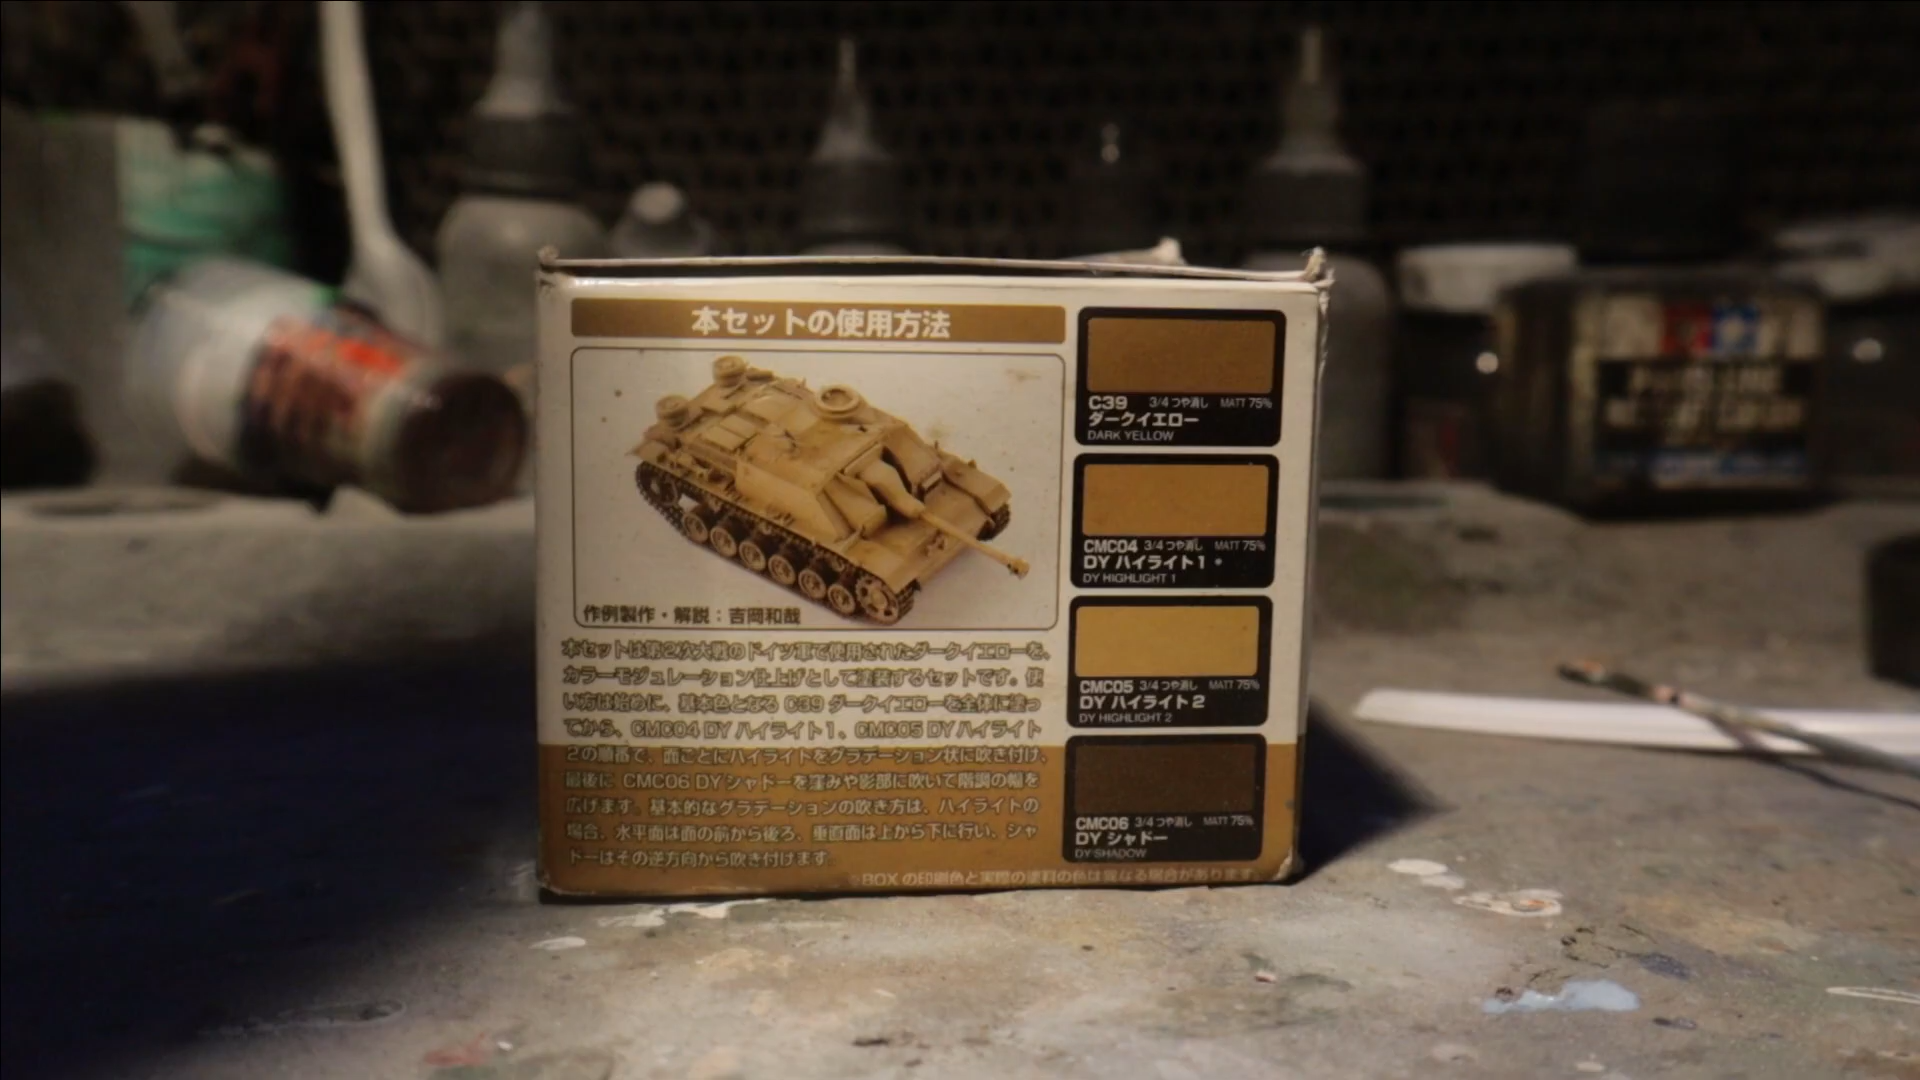 本セットの使用方法
作例製作・解説：吉岡和哉
本セットは第2次大戦のドイツ軍で使用されたダークイエローを、
カラーモジュレーション仕上げとして塗装するセットです。使
い方は始めに、基本色となる C39 ダークイエローを全体に塗っ
てから、CMC04 DY ハイライト1、CMC05 DY ハイライト
2の順番で、面ごとにハイライトをグラデーション状に吹き付け、
最後に CMC06 DY シャドーを窪みや影部に吹いて階調の幅を
広げます。基本的なグラデーションの吹き方は、ハイライトの
場合、水平面は面の前から後ろ、垂直面は上から下に行い、シャ
ドーはその逆方向から吹き付けます。
C39 3/4つや消し MATT 75%
ダークイエロー
DARK YELLOW
CMC04 3/4つや消し MATT 75%
DY ハイライト1
DY HIGHLIGHT 1
CMC05 3/4つや消し MATT 75%
DY ハイライト2
DY HIGHLIGHT 2
CMC06 3/4つや消し MATT 75%
DY シャドー
DY SHADOW
※BOX の印刷色と実際の塗料の色は異なる場合があります。